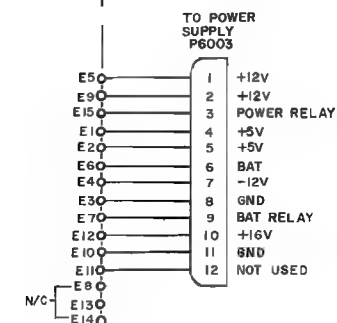 TO POWER
SUPPLY
P6003
E5 1 +12V
E9 2 +12V
E15 3 POWER RELAY
E1 4 +5V
E2 5 +5V
E6 6 BAT
E4 7 -12V
E3 8 GND
E7 9 BAT RELAY
E12 10 +16V
E10 11 GND
E11 12 NOT USED
E8
N/C E13
E14